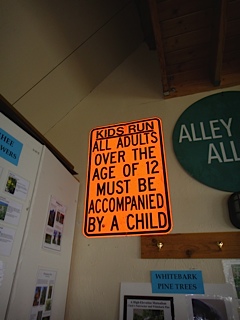 KIDS RUN
ALL ADULTS
OVER THE
AGE OF 12
MUST BE
ACCOMPANIED
BY A CHILD
ALLEY
ALL
WHITEBARK
PINE TREES